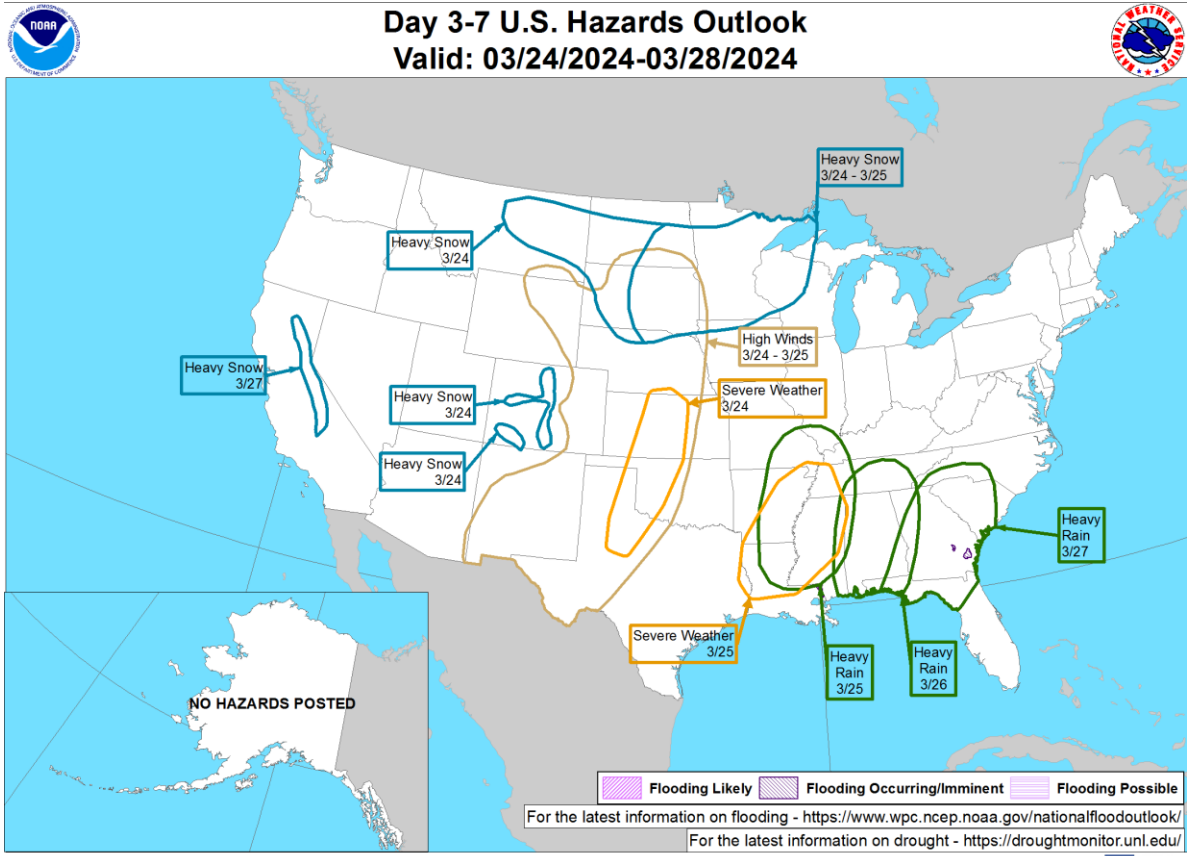 NOAA
Day 3-7 U.S. Hazards Outlook
Valid: 03/24/2024-03/28/2024
NATIONAL WEATHER SERVICE
Heavy Snow
3/24 - 3/25
Heavy Snow
3/24
High Winds
3/24 - 3/25
Heavy Snow
3/27
Heavy Snow
3/24
Severe Weather
3/24
Heavy Snow
3/24
Heavy
Rain
3/27
Severe Weather
3/25
Heavy
Rain
3/25
Heavy
Rain
3/26
NO HAZARDS POSTED
Flooding Likely
Flooding Occurring/Imminent
Flooding Possible
For the latest information on flooding - https://www.wpc.ncep.noaa.gov/nationalfloodoutlook/
For the latest information on drought - https://droughtmonitor.unl.edu/